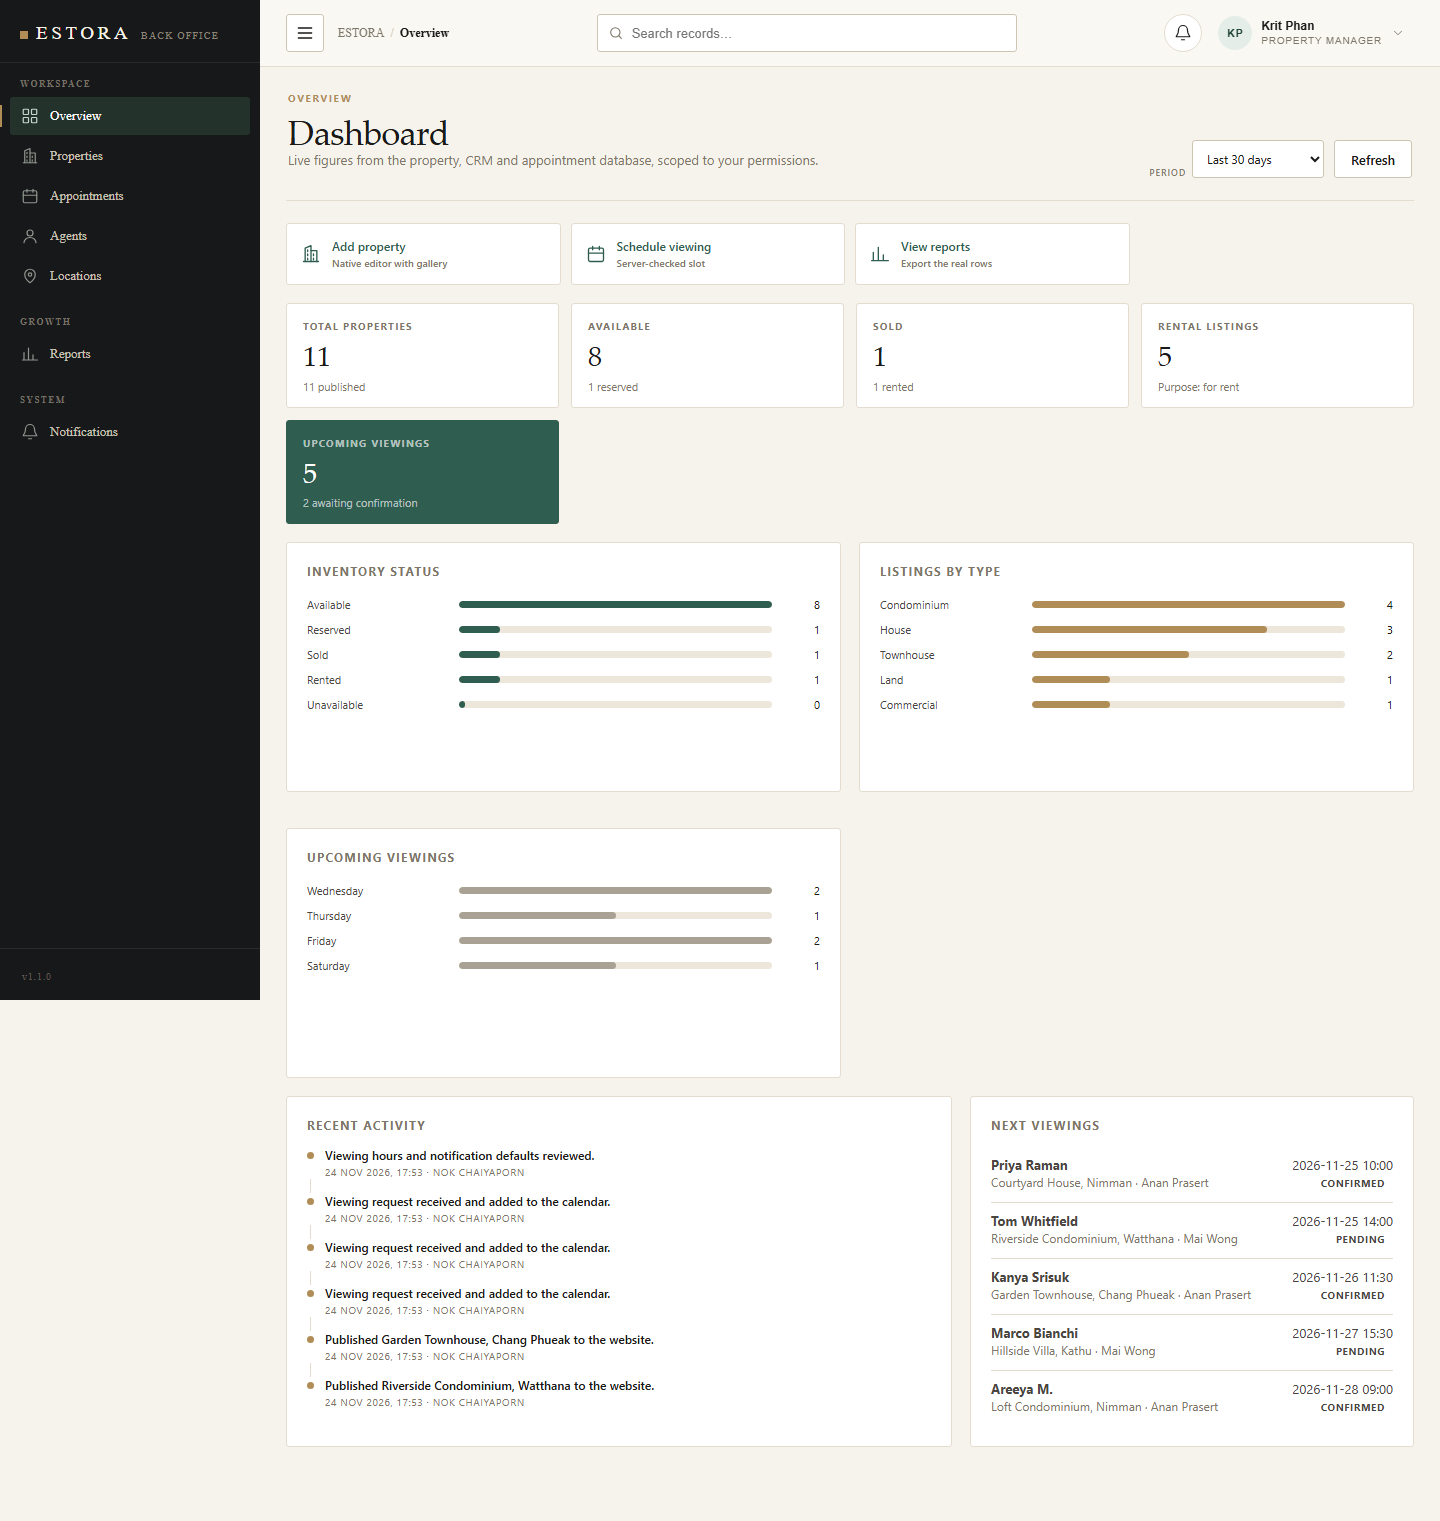 ESTORA BACK OFFICE
WORKSPACE
Overview
Properties
Appointments
Agents
Locations
GROWTH
Reports
SYSTEM
Notifications
v1.1.0
ESTORA / Overview
Search records...
KP
Krit Phan
PROPERTY MANAGER
OVERVIEW
Dashboard
Live figures from the property, CRM and appointment database, scoped to your permissions.
PERIOD
Last 30 days
Refresh
Add property
Native editor with gallery
Schedule viewing
Server-checked slot
View reports
Export the real rows
TOTAL PROPERTIES
11
11 published
AVAILABLE
8
1 reserved
SOLD
1
1 rented
RENTAL LISTINGS
5
Purpose: for rent
UPCOMING VIEWINGS
5
2 awaiting confirmation
INVENTORY STATUS
Available 8
Reserved 1
Sold 1
Rented 1
Unavailable 0
LISTINGS BY TYPE
Condominium 4
House 3
Townhouse 2
Land 1
Commercial 1
UPCOMING VIEWINGS
Wednesday 2
Thursday 1
Friday 2
Saturday 1
RECENT ACTIVITY
Viewing hours and notification defaults reviewed.
24 NOV 2026, 17:53 · NOK CHAIYAPORN
Viewing request received and added to the calendar.
24 NOV 2026, 17:53 · NOK CHAIYAPORN
Viewing request received and added to the calendar.
24 NOV 2026, 17:53 · NOK CHAIYAPORN
Viewing request received and added to the calendar.
24 NOV 2026, 17:53 · NOK CHAIYAPORN
Published Garden Townhouse, Chang Phueak to the website.
24 NOV 2026, 17:53 · NOK CHAIYAPORN
Published Riverside Condominium, Watthana to the website.
24 NOV 2026, 17:53 · NOK CHAIYAPORN
NEXT VIEWINGS
Priya Raman 2026-11-25 10:00
Courtyard House, Nimman · Anan Prasert CONFIRMED
Tom Whitfield 2026-11-25 14:00
Riverside Condominium, Watthana · Mai Wong PENDING
Kanya Srisuk 2026-11-26 11:30
Garden Townhouse, Chang Phueak · Anan Prasert CONFIRMED
Marco Bianchi 2026-11-27 15:30
Hillside Villa, Kathu · Mai Wong PENDING
Areeya M. 2026-11-28 09:00
Loft Condominium, Nimman · Anan Prasert CONFIRMED